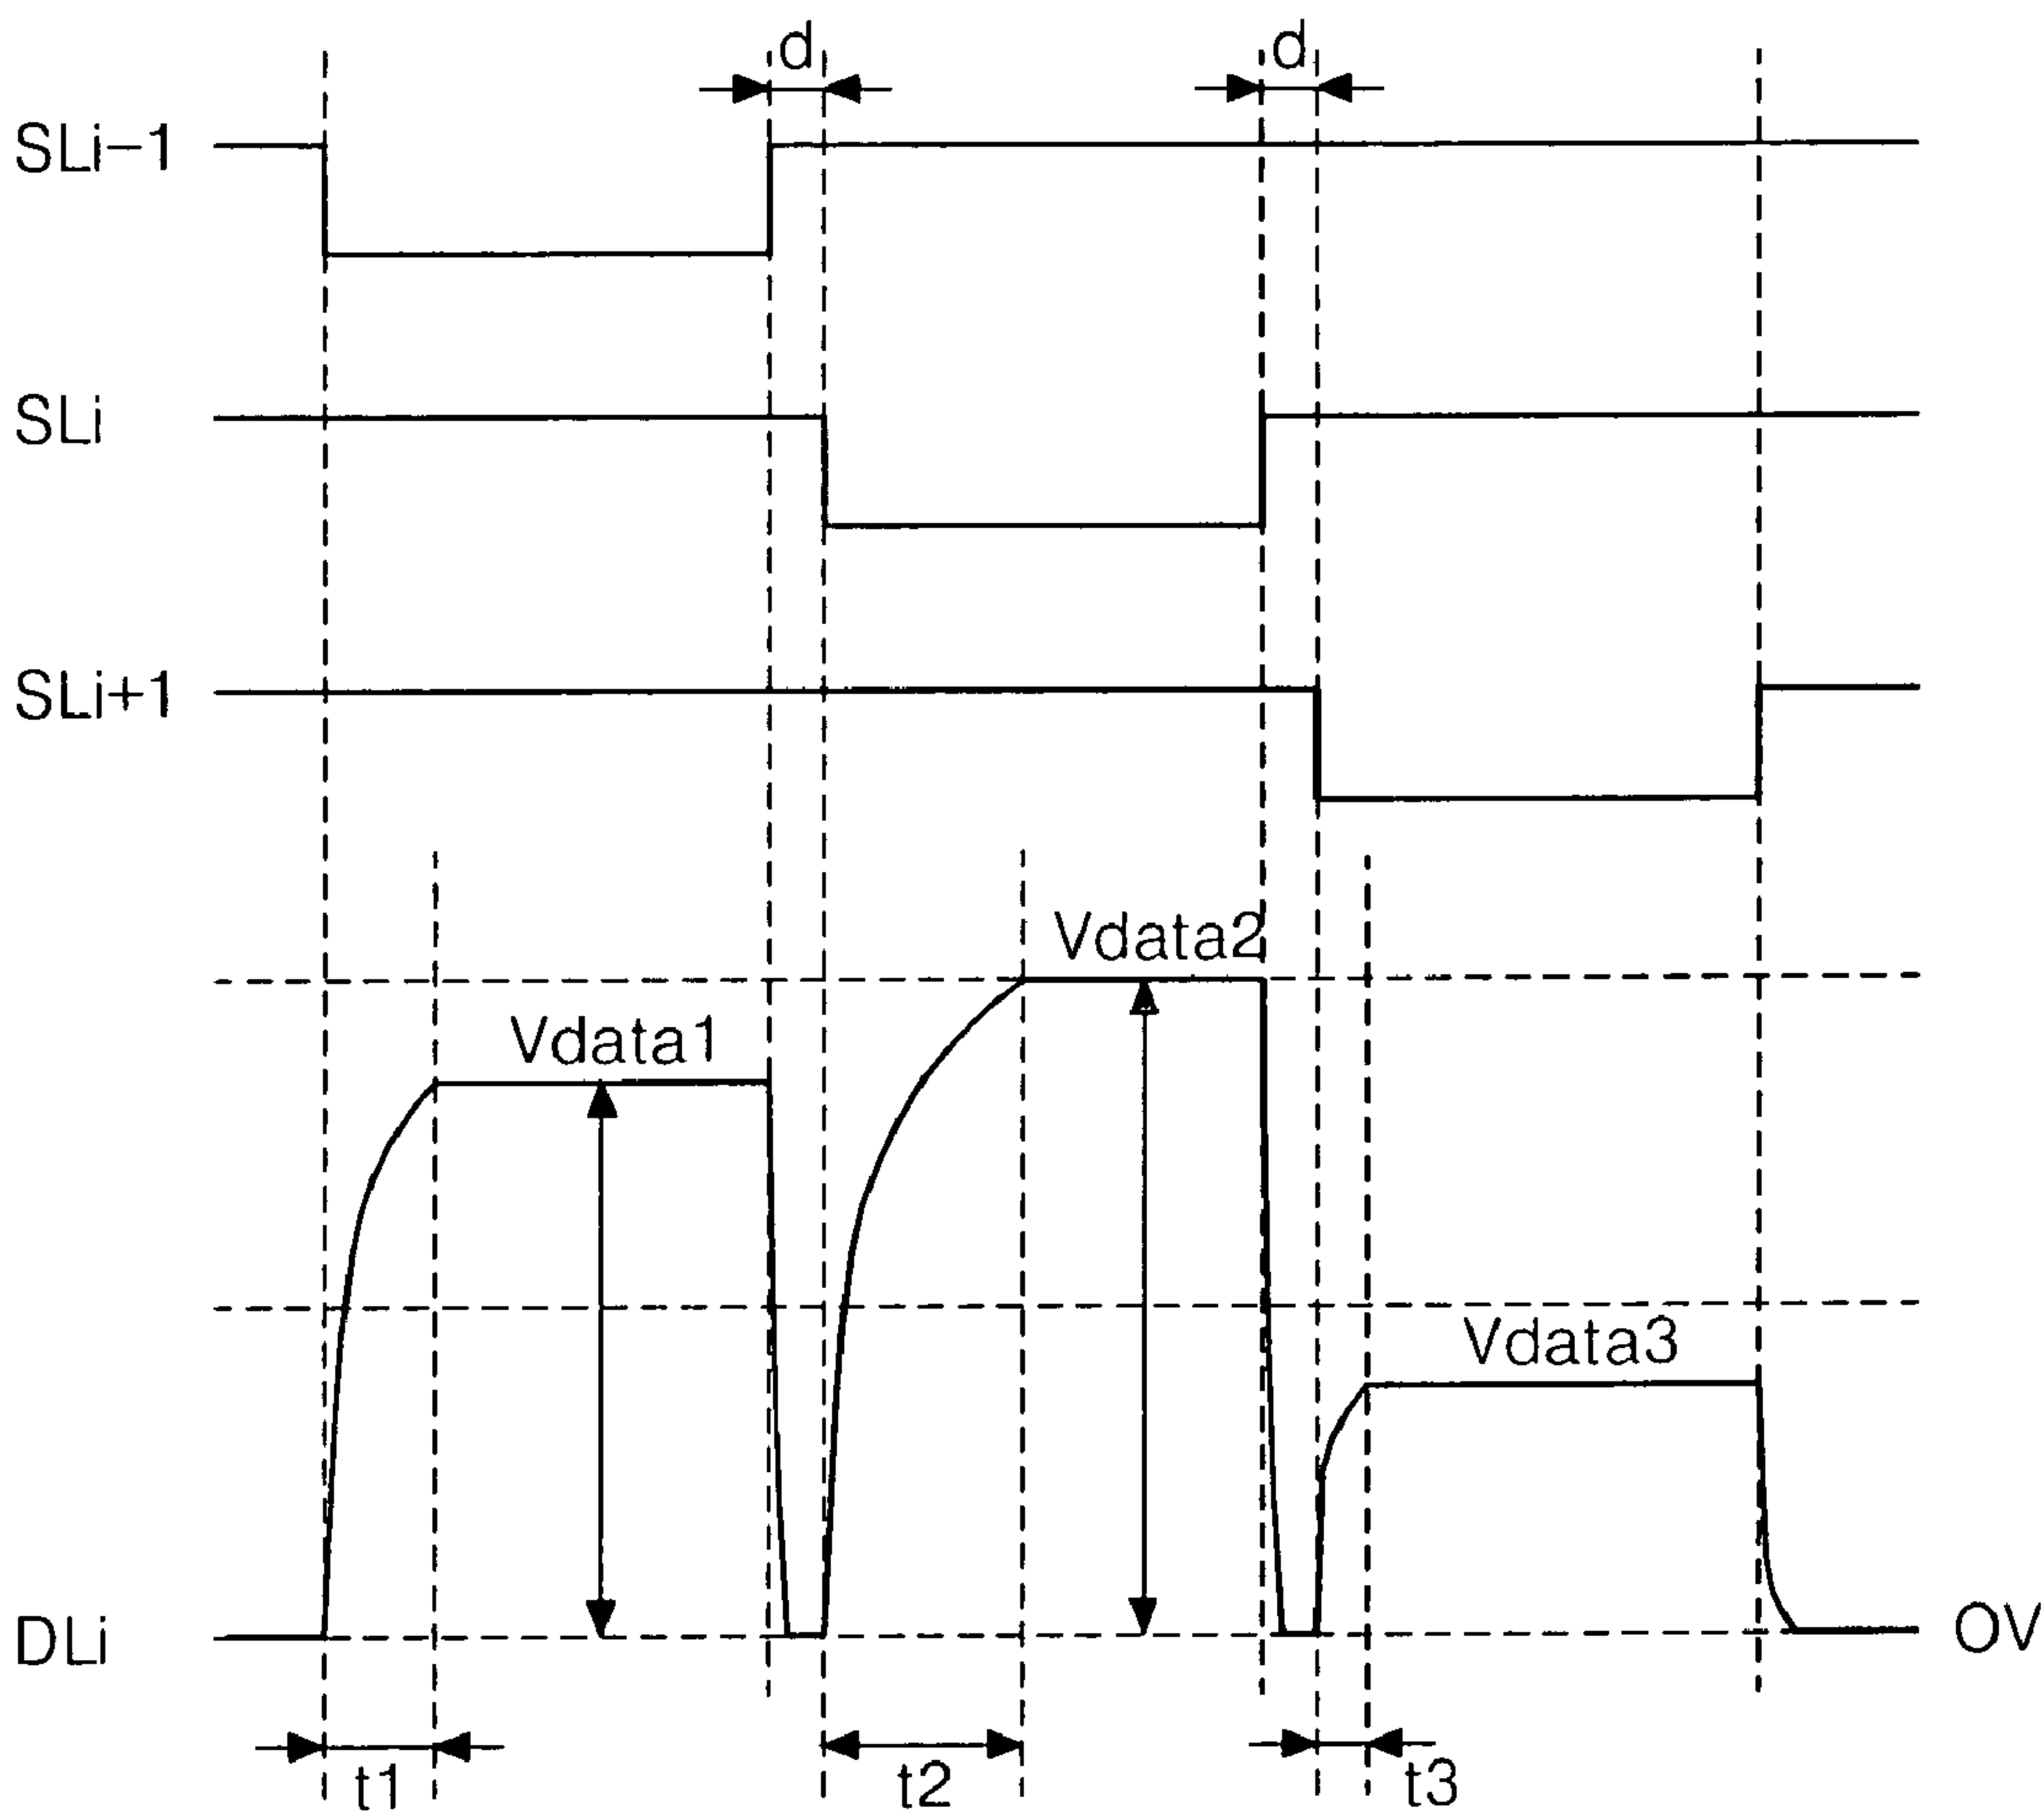 d d
SLi-1
SLi
SLi+1
Vdata2
Vdata1
Vdata3
DLi 0V
t1 t2 t3